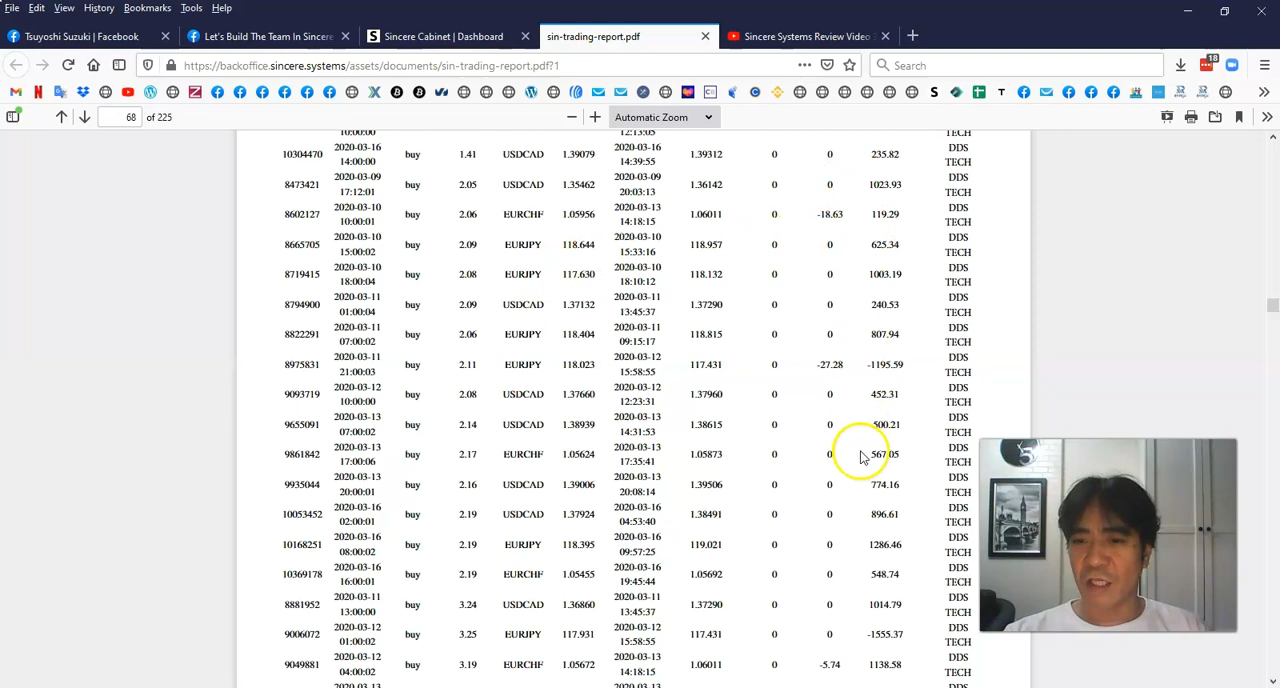 File Edit View History Bookmarks Tools Help
Tsuyoshi Suzuki | Facebook
Let's Build The Team In Sincere
S Sincere Cabinet | Dashboard
sin-trading-report.pdf
Sincere Systems Review Video
https://backoffice.sincere.systems/assets/documents/sin-trading-report.pdf?1
Search
18
68 of 225
Automatic Zoom
10:00:00 12:13:05 TECH
10304470 2020-03-16 14:00:00 buy 1.41 USDCAD 1.39079 2020-03-16 14:39:55 1.39312 0 0 235.82 DDS TECH
8473421 2020-03-09 17:12:01 buy 2.05 USDCAD 1.35462 2020-03-09 20:03:13 1.36142 0 0 1023.93 DDS TECH
8602127 2020-03-10 10:00:01 buy 2.06 EURCHF 1.05956 2020-03-13 14:18:15 1.06011 0 -18.63 119.29 DDS TECH
8665705 2020-03-10 15:00:02 buy 2.09 EURJPY 118.644 2020-03-10 15:33:16 118.957 0 0 625.34 DDS TECH
8719415 2020-03-10 18:00:04 buy 2.08 EURJPY 117.630 2020-03-10 18:10:12 118.132 0 0 1003.19 DDS TECH
8794900 2020-03-11 01:00:04 buy 2.09 USDCAD 1.37132 2020-03-11 13:45:37 1.37290 0 0 240.53 DDS TECH
8822291 2020-03-11 07:00:02 buy 2.06 EURJPY 118.404 2020-03-11 09:15:17 118.815 0 0 807.94 DDS TECH
8975831 2020-03-11 21:00:03 buy 2.11 EURJPY 118.023 2020-03-12 15:58:55 117.431 0 -27.28 -1195.59 DDS TECH
9093719 2020-03-12 10:00:00 buy 2.08 USDCAD 1.37660 2020-03-12 12:23:31 1.37960 0 0 452.31 DDS TECH
9655091 2020-03-13 07:00:02 buy 2.14 USDCAD 1.38939 2020-03-13 14:31:53 1.38615 0 0 500.21 DDS TECH
9861842 2020-03-13 17:00:06 buy 2.17 EURCHF 1.05624 2020-03-13 17:35:41 1.05873 0 0 567.05 DDS TECH
9935044 2020-03-13 20:00:01 buy 2.16 USDCAD 1.39006 2020-03-13 20:08:14 1.39506 0 0 774.16 DDS TECH
10053452 2020-03-16 02:00:01 buy 2.19 USDCAD 1.37924 2020-03-16 04:53:40 1.38491 0 0 896.61 DDS TECH
10168251 2020-03-16 08:00:02 buy 2.19 EURJPY 118.395 2020-03-16 09:57:25 119.021 0 0 1286.46 DDS TECH
10369178 2020-03-16 16:00:01 buy 2.19 EURCHF 1.05455 2020-03-16 19:45:44 1.05692 0 0 548.74 DDS TECH
8881952 2020-03-11 13:00:00 buy 3.24 USDCAD 1.36860 2020-03-11 13:45:37 1.37290 0 0 1014.79 DDS TECH
9006072 2020-03-12 01:00:02 buy 3.25 EURJPY 117.931 2020-03-12 15:58:55 117.431 0 0 -1555.37 DDS TECH
9049881 2020-03-12 04:00:02 buy 3.19 EURCHF 1.05672 2020-03-13 14:18:15 1.06011 0 -5.74 1138.58 DDS TECH
2020-03-13 2020-03-13 DDS